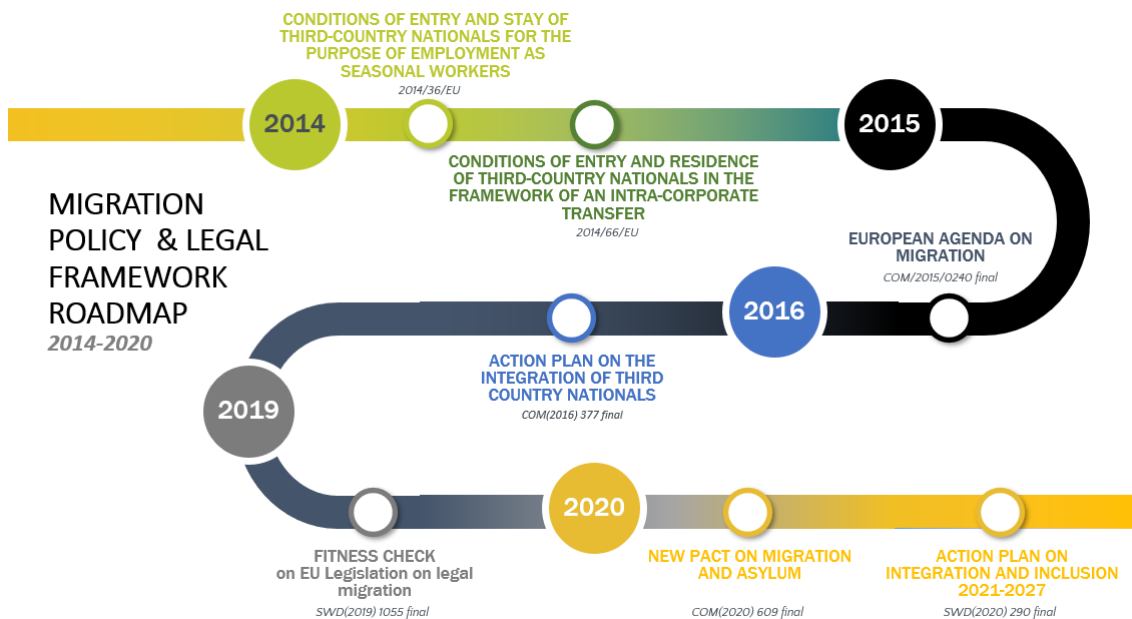 CONDITIONS OF ENTRY AND STAY OF
THIRD-COUNTRY NATIONALS FOR THE
PURPOSE OF EMPLOYMENT AS
SEASONAL WORKERS
2014/36/EU
2014
2015
CONDITIONS OF ENTRY AND RESIDENCE
OF THIRD-COUNTRY NATIONALS IN THE
FRAMEWORK OF AN INTRA-CORPORATE
TRANSFER
2014/66/EU
MIGRATION
POLICY & LEGAL
FRAMEWORK
ROADMAP
2014-2020
EUROPEAN AGENDA ON
MIGRATION
COM/2015/0240 final
2016
ACTION PLAN ON THE
INTEGRATION OF THIRD
COUNTRY NATIONALS
COM(2016) 377 final
2019
FITNESS CHECK
on EU Legislation on legal
migration
SWD(2019) 1055 final
2020
NEW PACT ON MIGRATION
AND ASYLUM
COM(2020) 609 final
ACTION PLAN ON
INTEGRATION AND INCLUSION
2021-2027
SWD(2020) 290 final